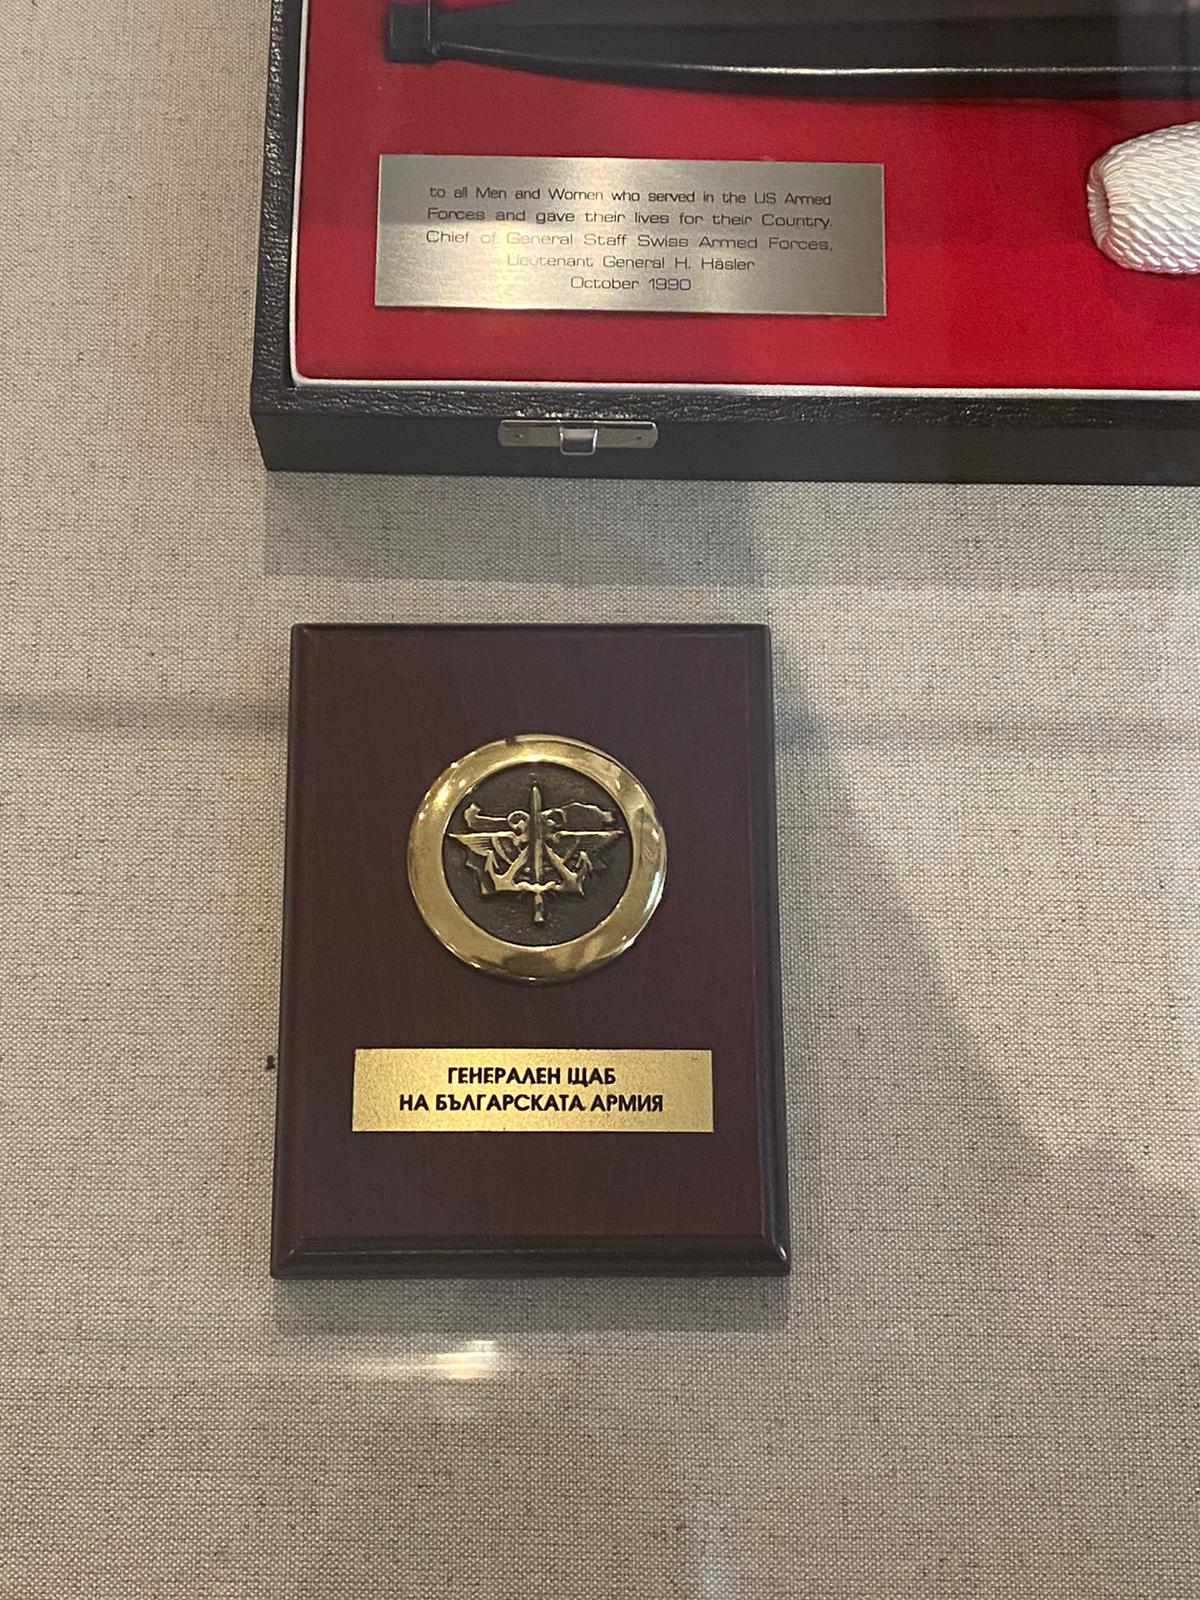 to all Men and Women who served in the US Armed
Forces and gave their lives for their Country.
Chief of General Staff Swiss Armed Forces,
Lieutenant General H. Häsler
October 1990
ГЕНЕРАЛЕН ЩАБ
НА БЪЛГАРСКАТА АРМИЯ